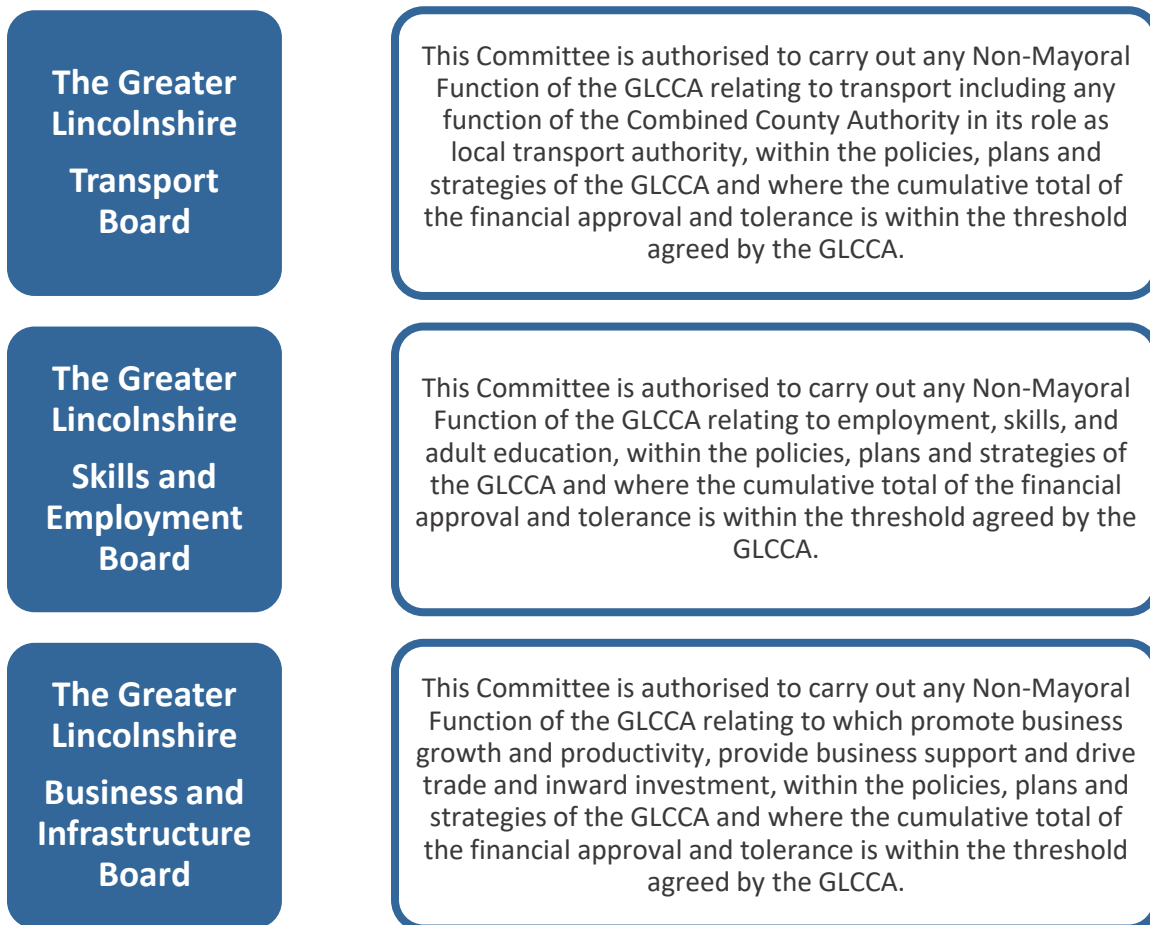 The Greater
Lincolnshire
Transport
Board
This Committee is authorised to carry out any Non-Mayoral
Function of the GLCCA relating to transport including any
function of the Combined County Authority in its role as
local transport authority, within the policies, plans and
strategies of the GLCCA and where the cumulative total of
the financial approval and tolerance is within the threshold
agreed by the GLCCA.
The Greater
Lincolnshire
Skills and
Employment
Board
This Committee is authorised to carry out any Non-Mayoral
Function of the GLCCA relating to employment, skills, and
adult education, within the policies, plans and strategies of
the GLCCA and where the cumulative total of the financial
approval and tolerance is within the threshold agreed by the
GLCCA.
The Greater
Lincolnshire
Business and
Infrastructure
Board
This Committee is authorised to carry out any Non-Mayoral
Function of the GLCCA relating to which promote business
growth and productivity, provide business support and drive
trade and inward investment, within the policies, plans and
strategies of the GLCCA and where the cumulative total of
the financial approval and tolerance is within the threshold
agreed by the GLCCA.